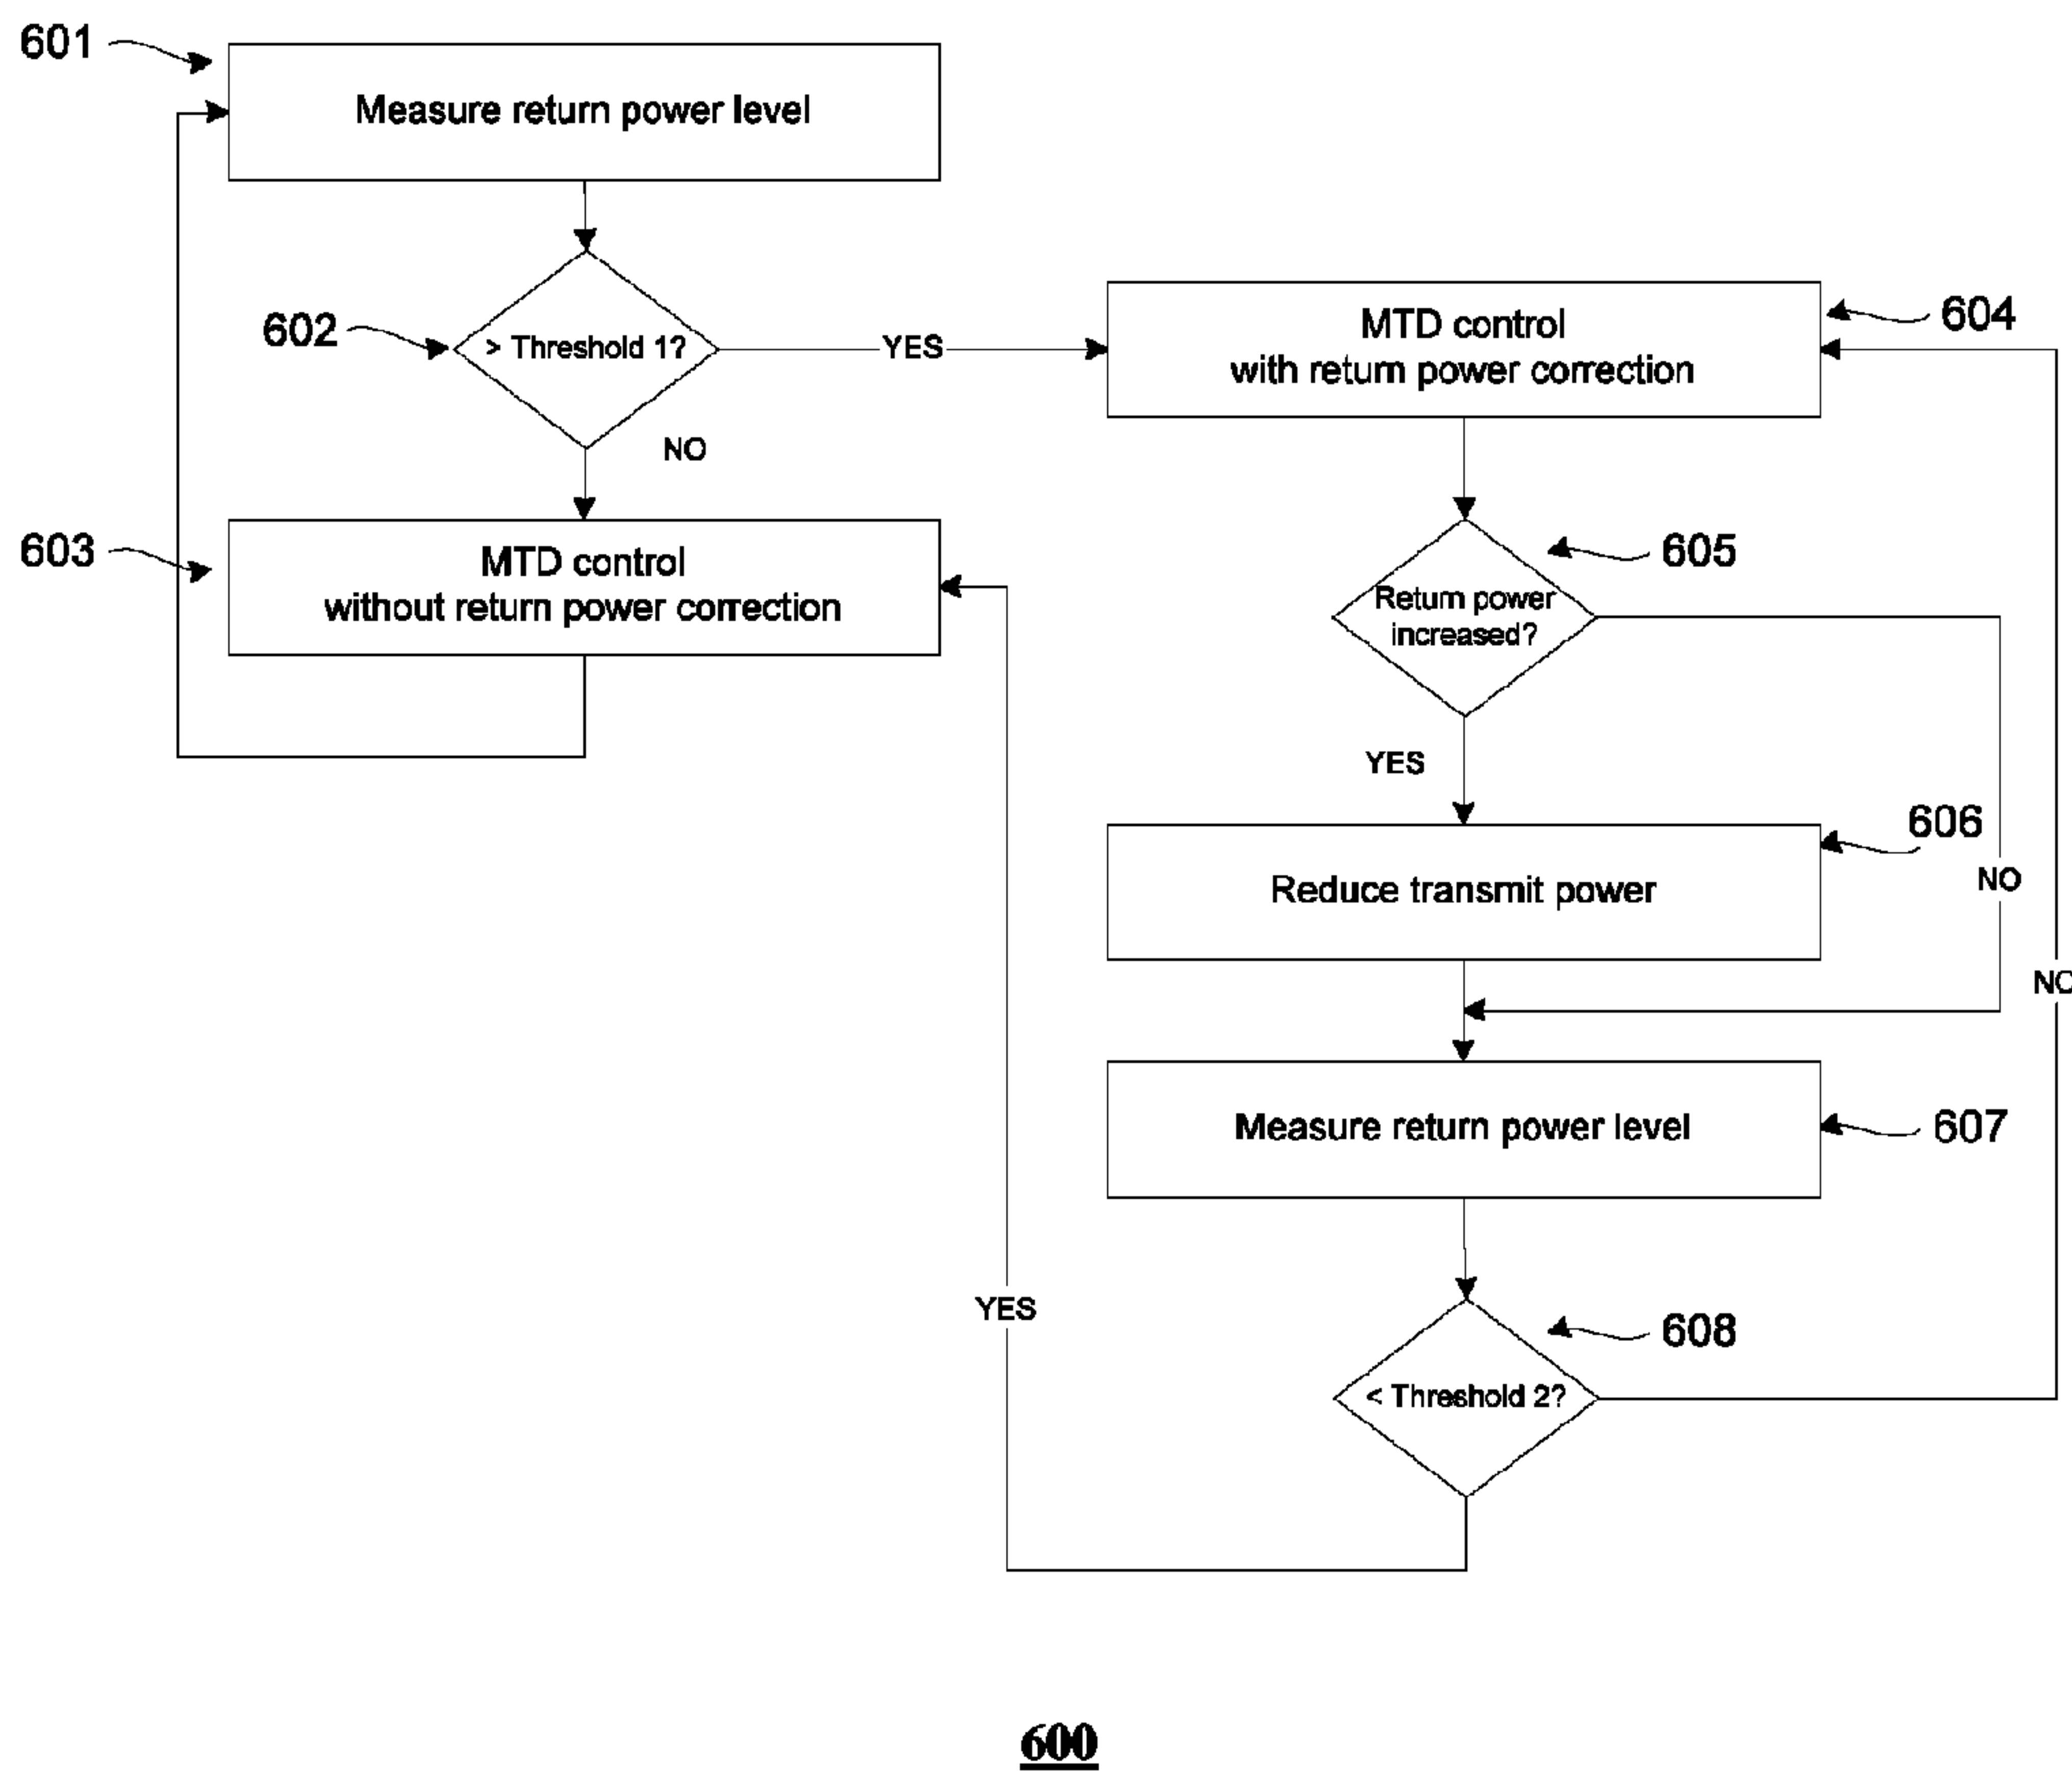 601
Measure return power level
602
> Threshold 1?
YES
NO
603
MTD control
without return power correction
604
MTD control
with return power correction
605
Return power
increased?
YES
NO
606
Reduce transmit power
NO
607
Measure return power level
608
< Threshold 2?
YES
600